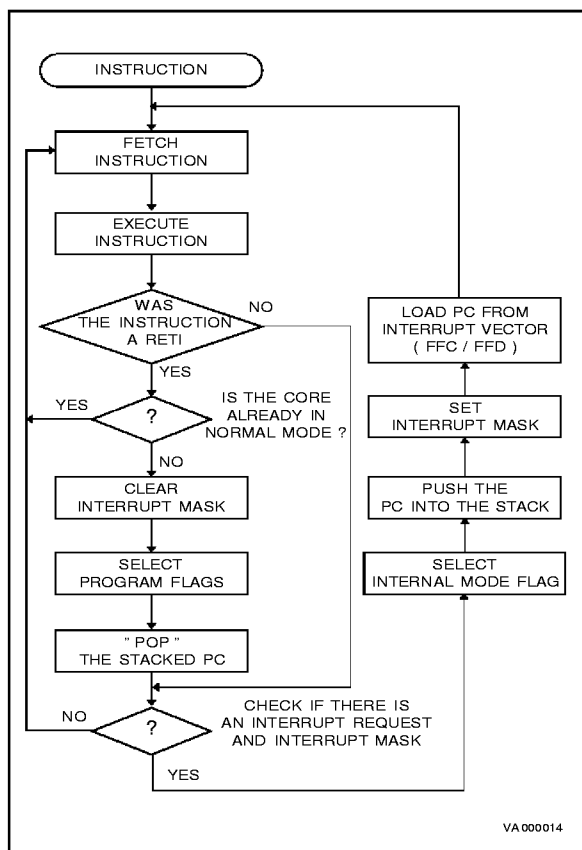 INSTRUCTION
FETCH
INSTRUCTION
EXECUTE
INSTRUCTION
WAS
THE INSTRUCTION
A RETI
NO
YES
YES
?
IS THE CORE
ALREADY IN
NORMAL MODE ?
NO
CLEAR
INTERRUPT MASK
SELECT
PROGRAM FLAGS
" POP "
THE STACKED PC
NO
?
CHECK IF THERE IS
AN INTERRUPT REQUEST
AND INTERRUPT MASK
YES
SELECT
INTERNAL MODE FLAG
PUSH THE
PC INTO THE STACK
SET
INTERRUPT MASK
LOAD PC FROM
INTERRUPT VECTOR
( FFC / FFD )
VA000014